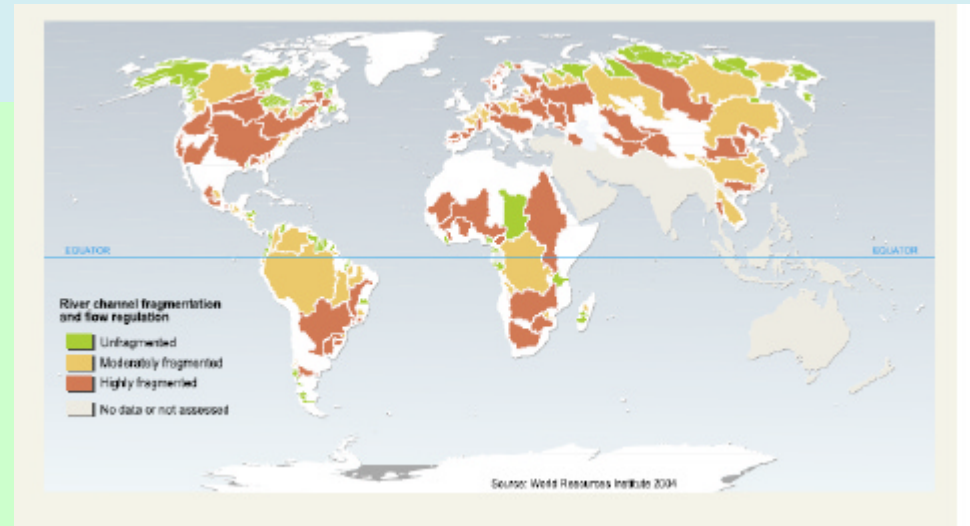 EQUATOR EQUATOR
River channel fragmentation
and flow regulation
Unfragmented
Moderately fragmented
Highly fragmented
No data or not assessed
Source: World Resources Institute 2004